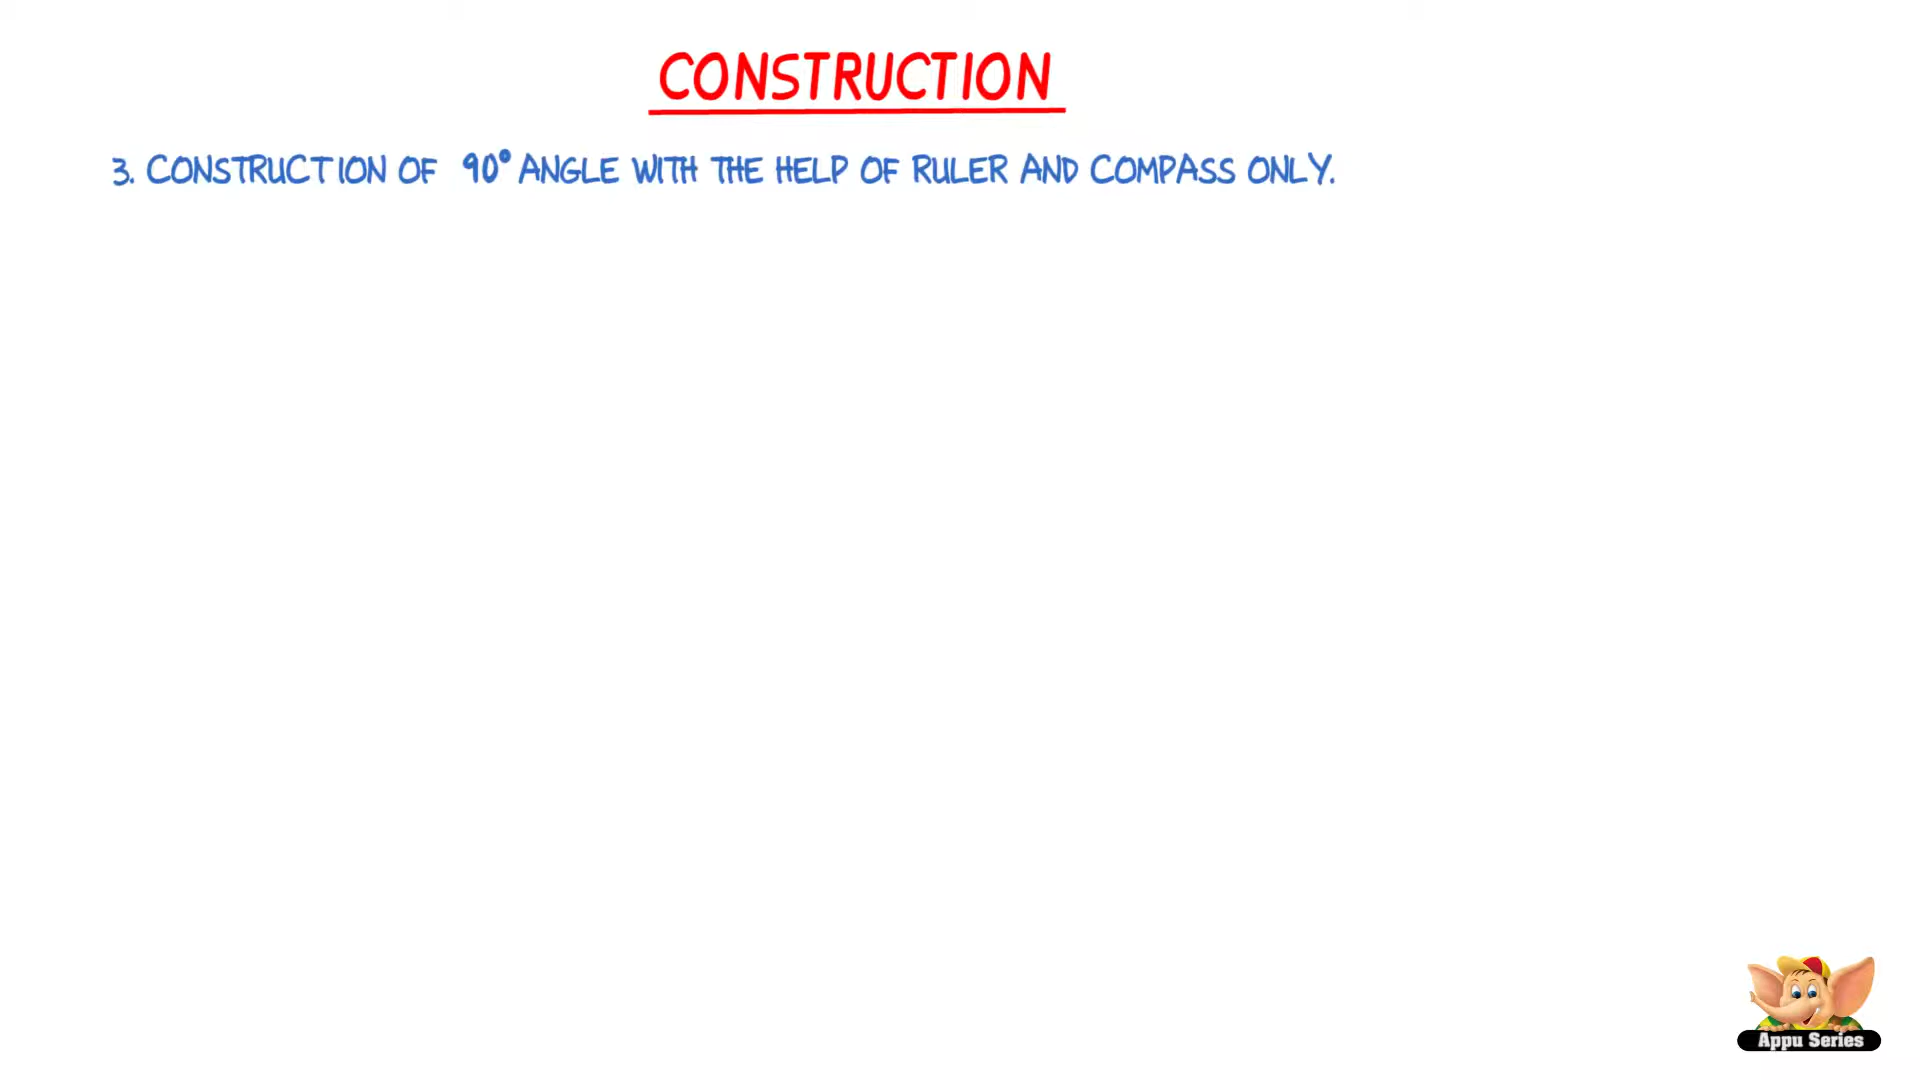 CONSTRUCTION
3. CONSTRUCTION OF 90° ANGLE WITH THE HELP OF RULER AND COMPASS ONLY.
Appu Series